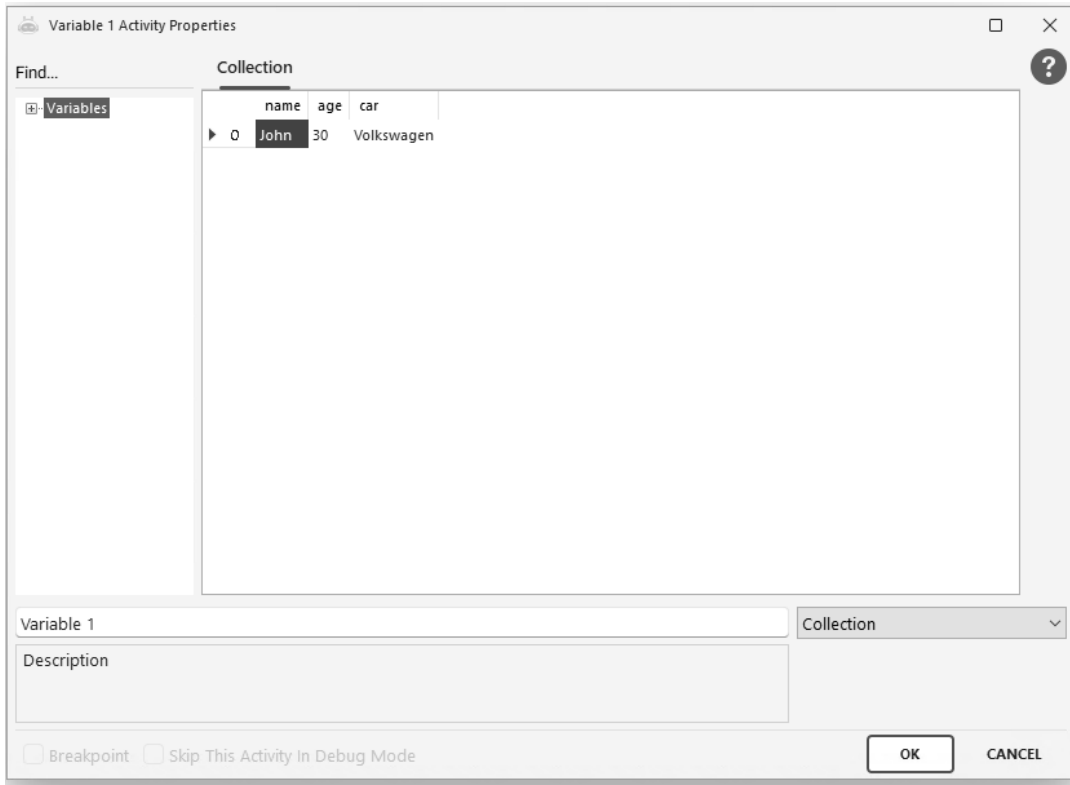 Variable 1 Activity Properties
Find...
Collection
?
Variables
name age car
0 John 30 Volkswagen
Variable 1
Collection
Description
Breakpoint Skip This Activity In Debug Mode
OK CANCEL